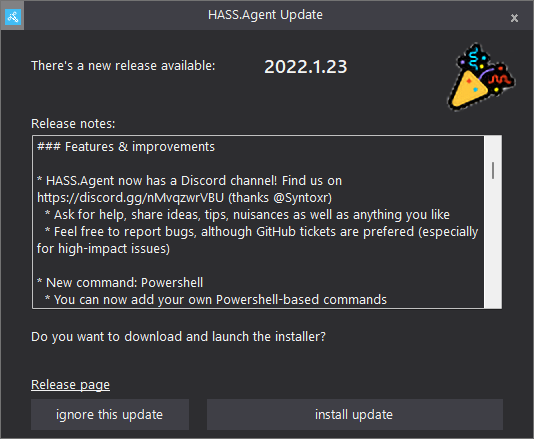 HASS.Agent Update
x
There's a new release available: 2022.1.23
Release notes:
### Features & improvements
* HASS.Agent now has a Discord channel! Find us on
https://discord.gg/nMvqzwrVBU (thanks @Syntoxr)
* Ask for help, share ideas, tips, nuisances as well as anything you like
* Feel free to report bugs, although GitHub tickets are prefered (especially
for high-impact issues)
* New command: Powershell
* You can now add your own Powershell-based commands
Do you want to download and launch the installer?
Release page
ignore this update
install update